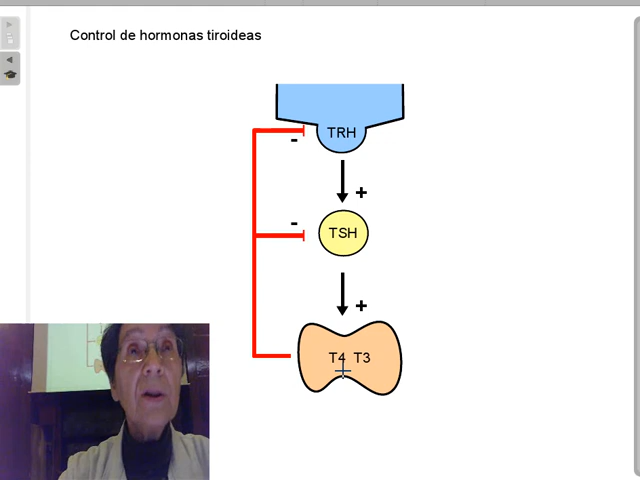 Control de hormonas tiroideas
TRH
-
+
-
TSH
+
T4 T3